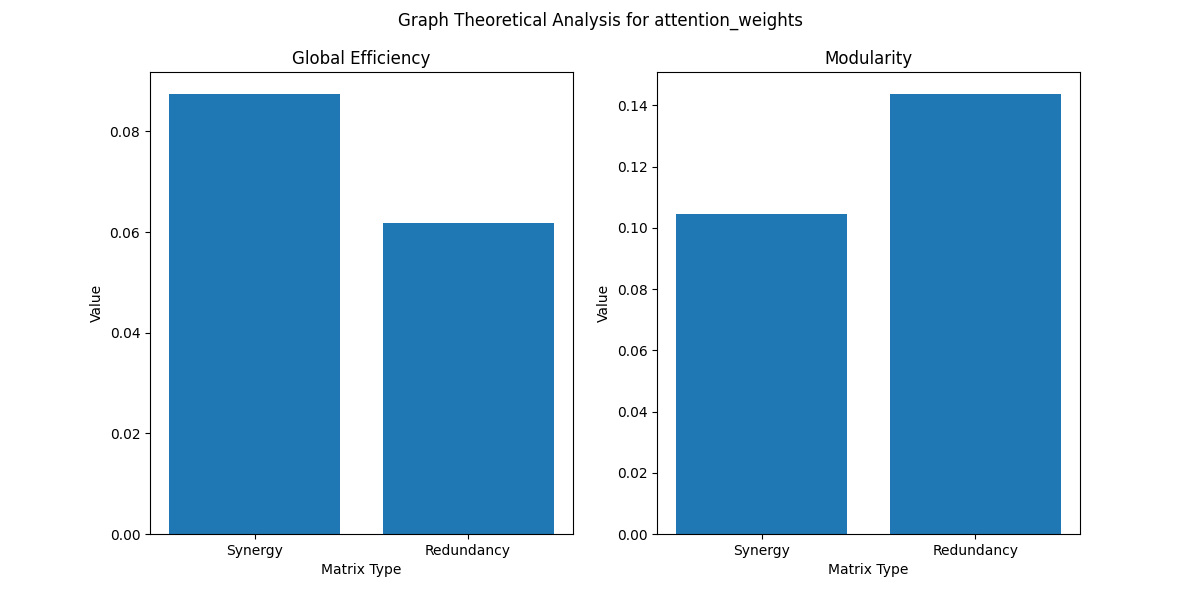 Graph Theoretical Analysis for attention_weights
Global Efficiency
Value
0.08
0.06
0.04
0.02
0.00
Synergy
Redundancy
Matrix Type
Modularity
Value
0.14
0.12
0.10
0.08
0.06
0.04
0.02
0.00
Synergy
Redundancy
Matrix Type